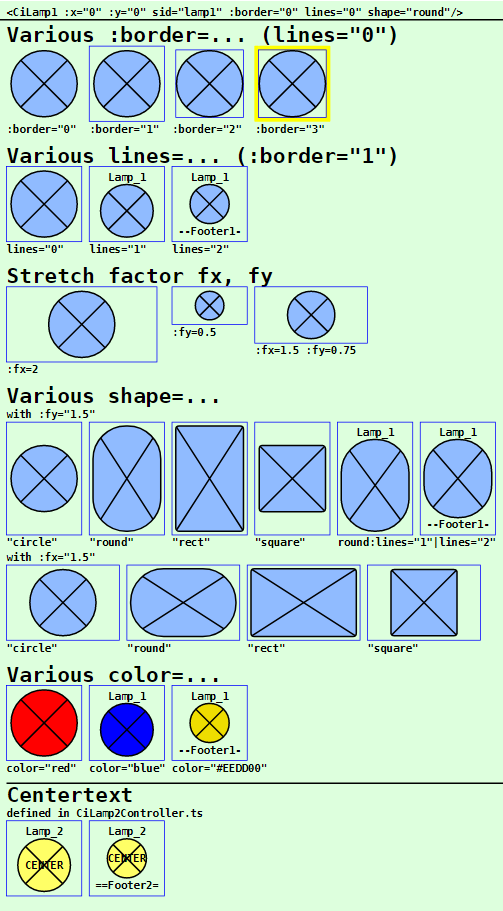 <CiLamp1 :x="0" :y="0" sid="lamp1" :border="0" lines="0" shape="round"/>
Various :border=... (lines="0")
:border="0" :border="1" :border="2" :border="3"
Various lines=... (:border="1")
Lamp_1 Lamp_1
--Footer1-
lines="0" lines="1" lines="2"
Stretch factor fx, fy
:fy=0.5
:fx=1.5 :fy=0.75
:fx=2
Various shape=...
with :fy="1.5"
Lamp_1 Lamp_1
--Footer1-
"circle" "round" "rect" "square" round:lines="1"|lines="2"
with :fx="1.5"
"circle" "round" "rect" "square"
Various color=...
Lamp_1 Lamp_1
--Footer1-
color="red" color="blue" color="#EEDD00"
Centertext
defined in CiLamp2Controller.ts
Lamp_2 Lamp_2
CENTER CENTER
==Footer2=